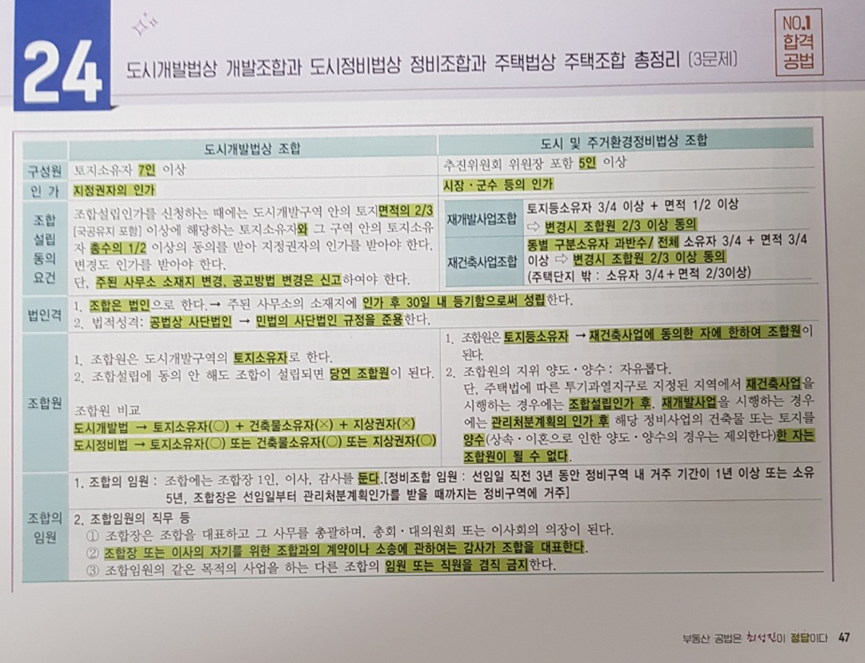 24
도시개발법상 개발조합과 도시정비법상 정비조합과 주택법상 주택조합 총정리 (3문제)
NO.1
합격
공법
도시개발법상 조합
도시 및 주거환경정비법상 조합
구성원
토지소유자 7인 이상
추진위원회 위원장 포함 5인 이상
인 가
지정권자의 인가
시장·군수 등의 인가
조합
설립
동의
요건
조합설립인가를 신청하는 때에는 도시개발구역 안의 토지면적의 2/3
[국공유지 포함] 이상에 해당하는 토지소유자와 그 구역 안의 토지소유
자 총수의 1/2 이상의 동의를 받아 지정권자의 인가를 받아야 한다.
변경도 인가를 받아야 한다.
단, 주된 사무소 소재지 변경, 공고방법 변경은 신고하여야 한다.
재개발사업조합
토지등소유자 3/4 이상 + 면적 1/2 이상
⇨ 변경시 조합원 2/3 이상 동의
재건축사업조합
동별 구분소유자 과반수/ 전체 소유자 3/4 + 면적 3/4
이상 ⇨ 변경시 조합원 2/3 이상 동의
(주택단지 밖 : 소유자 3/4+면적 2/3이상)
법인격
1. 조합은 법인으로 한다.→ 주된 사무소의 소재지에 인가 후 30일 내 등기함으로써 성립한다.
2. 법적성격: 공법상 사단법인 → 민법의 사단법인 규정을 준용한다.
조합원
1. 조합원은 도시개발구역의 토지소유자로 한다.
2. 조합설립에 동의 안 해도 조합이 설립되면 당연 조합원이 된다.
조합원 비교
도시개발법 → 토지소유자(○) + 건축물소유자(×) + 지상권자(×)
도시정비법 → 토지소유자(○) 또는 건축물소유자(○) 또는 지상권자(○)
1. 조합원은 토지등소유자 → 재건축사업에 동의한 자에 한하여 조합원이
된다.
2. 조합원의 지위 양도·양수 : 자유롭다.
단, 주택법에 따른 투기과열지구로 지정된 지역에서 재건축사업을
시행하는 경우에는 조합설립인가 후, 재개발사업을 시행하는 경우
에는 관리처분계획의 인가 후 해당 정비사업의 건축물 또는 토지를
양수(상속·이혼으로 인한 양도·양수의 경우는 제외한다)한 자는
조합원이 될 수 없다.
조합의
임원
1. 조합의 임원 : 조합에는 조합장 1인, 이사, 감사를 둔다.[정비조합 임원 : 선임일 직전 3년 동안 정비구역 내 거주 기간이 1년 이상 또는 소유
5년, 조합장은 선임일부터 관리처분계획인가를 받을 때까지는 정비구역에 거주]
2. 조합임원의 직무 등
① 조합장은 조합을 대표하고 그 사무를 총괄하며, 총회·대의원회 또는 이사회의 의장이 된다.
② 조합장 또는 이사의 자기를 위한 조합과의 계약이나 소송에 관하여는 감사가 조합을 대표한다.
③ 조합임원의 같은 목적의 사업을 하는 다른 조합의 임원 또는 직원을 겸직 금지한다.
부동산 공법은 최성진이 정답이다 47